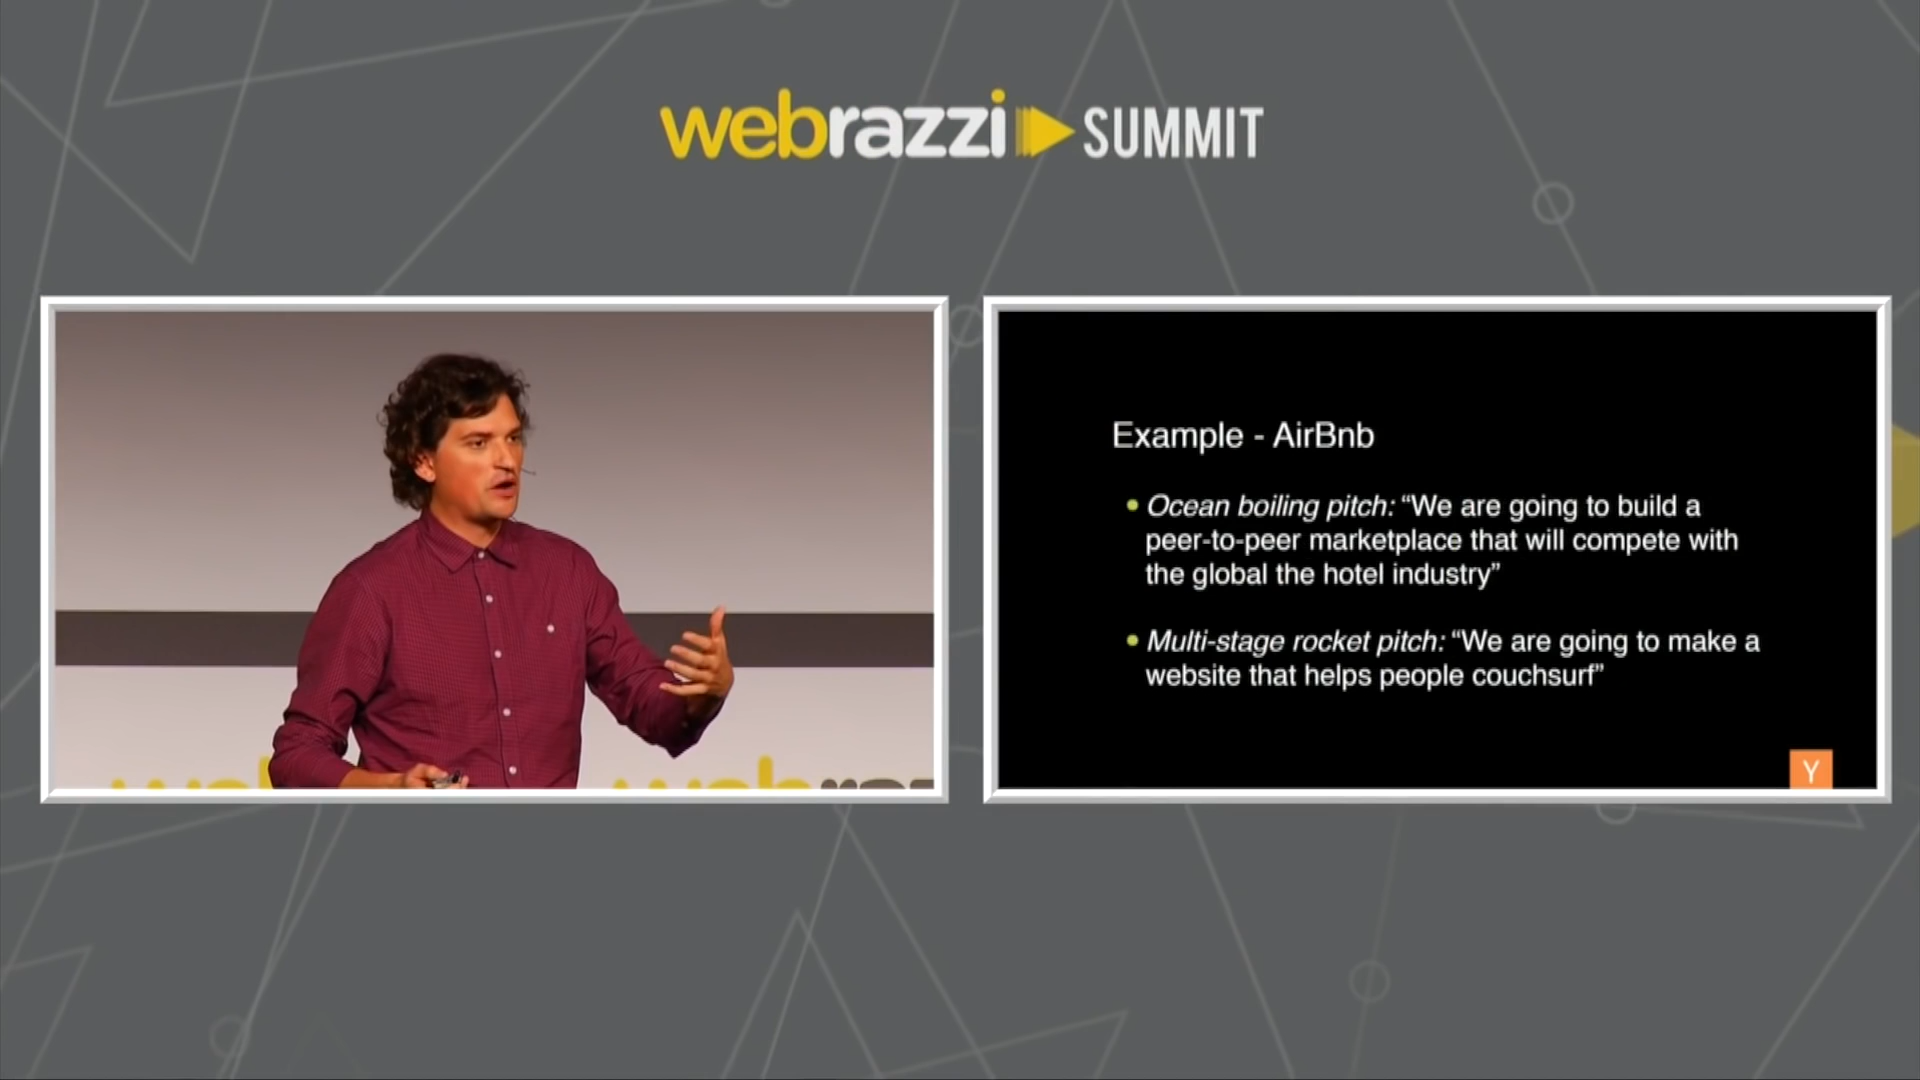 webrazzi SUMMIT
Example - AirBnb
• Ocean boiling pitch: “We are going to build a
peer-to-peer marketplace that will compete with
the global the hotel industry”
• Multi-stage rocket pitch: “We are going to make a
website that helps people couchsurf”
Y